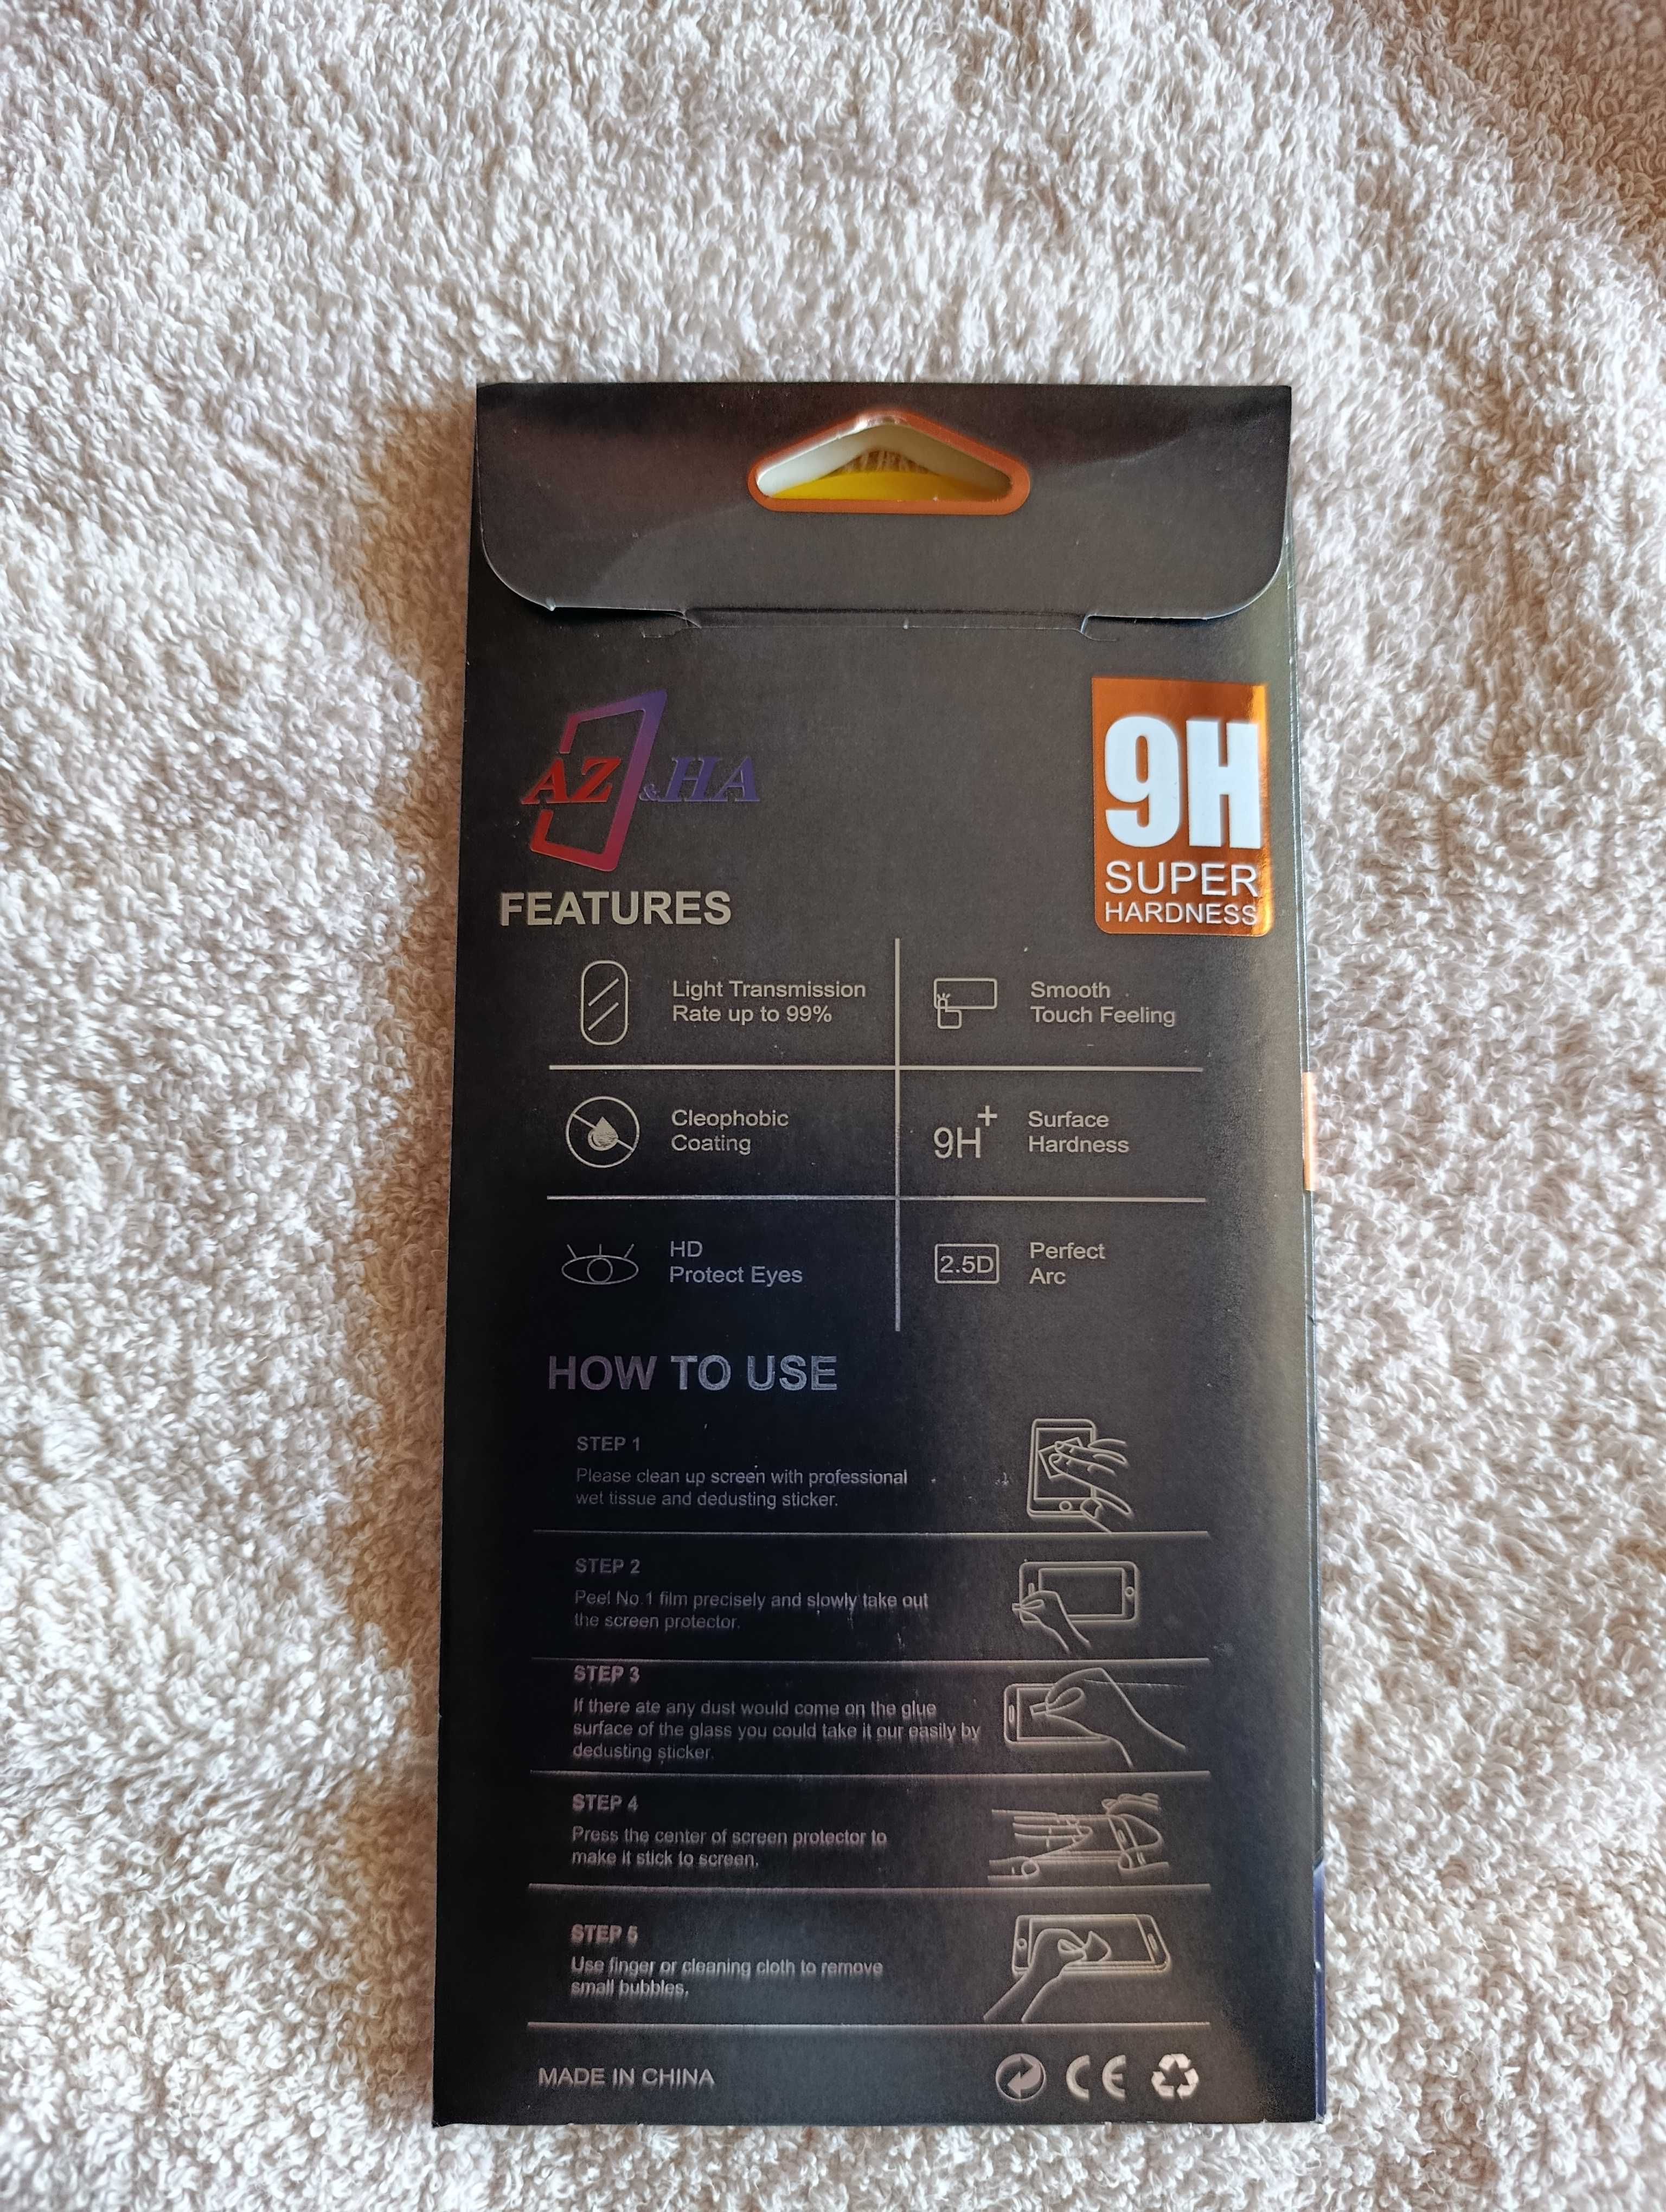 AZ&HA
9H
SUPER
HARDNESS
FEATURES
Light Transmission
Rate up to 99%
Smooth
Touch Feeling
Cleophobic
Coating
9H+
Surface
Hardness
HD
Protect Eyes
2.5D
Perfect
Arc
HOW TO USE
STEP 1
Please clean up screen with professional
wet tissue and dedusting sticker.
STEP 2
Peel No.1 film precisely and slowly take out
the screen protector.
STEP 3
If there ate any dust would come on the glue
surface of the glass you could take it our easily by
dedusting sticker.
STEP 4
Press the center of screen protector to
make it stick to screen,
STEP 5
Use finger or cleaning cloth to remove
small bubbles,
MADE IN CHINA
CE